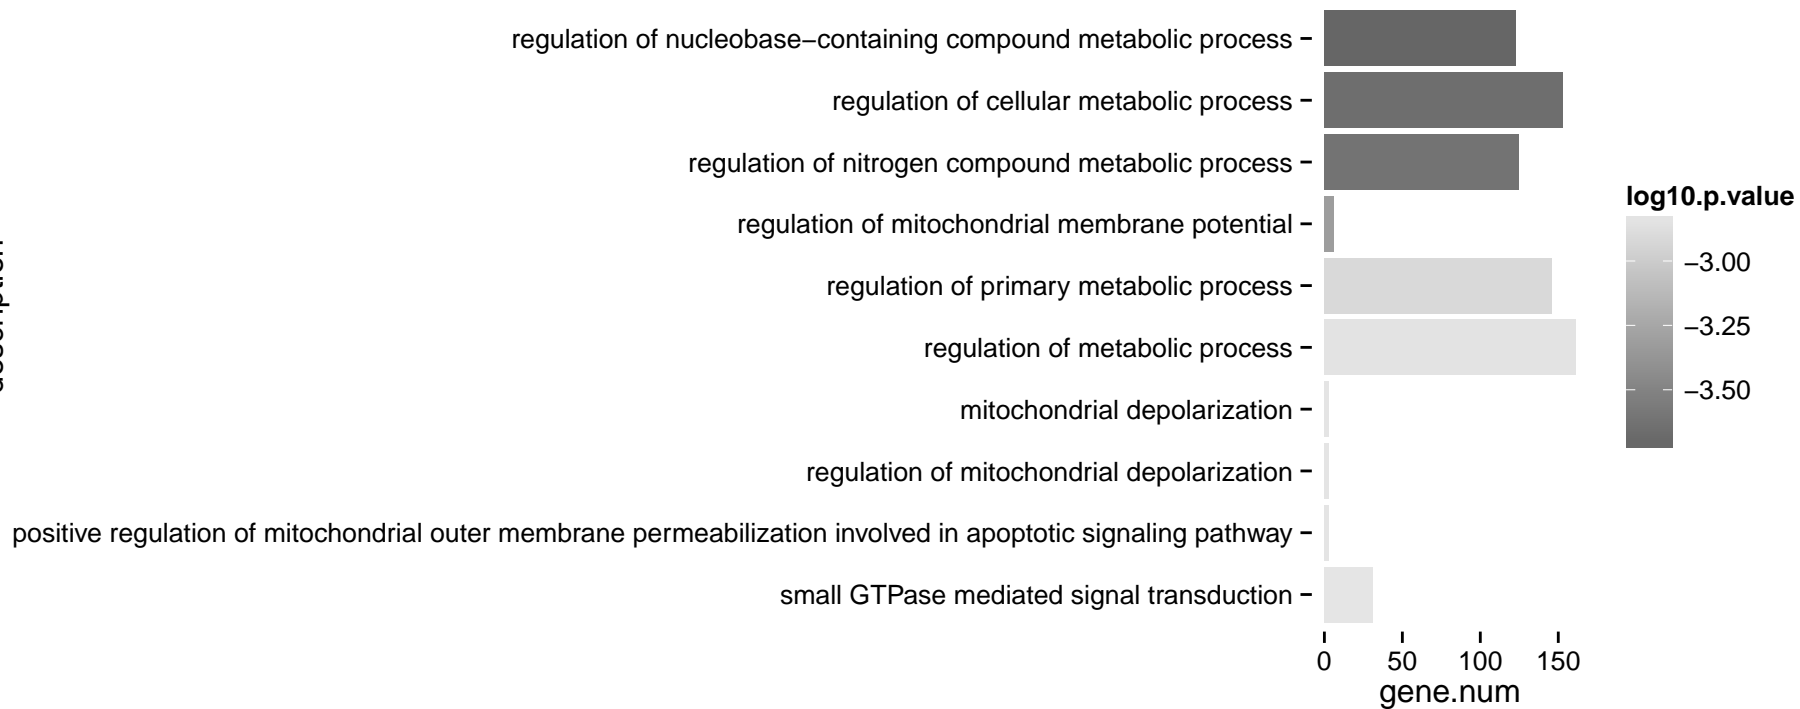 regulation of nucleobase−containing compound metabolic process
regulation of cellular metabolic process
regulation of nitrogen compound metabolic process
regulation of mitochondrial membrane potential
regulation of primary metabolic process
regulation of metabolic process
mitochondrial depolarization
regulation of mitochondrial depolarization
positive regulation of mitochondrial outer membrane permeabilization involved in apoptotic signaling pathway
small GTPase mediated signal transduction
0 50 100 150
gene.num
log10.p.value
−3.00
−3.25
−3.50